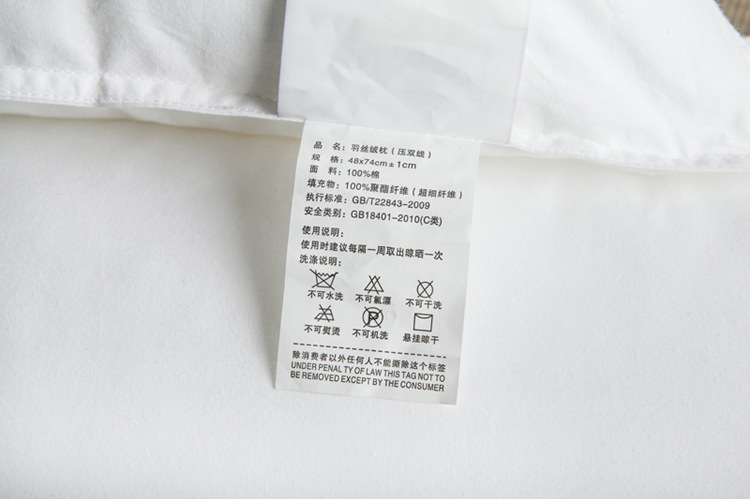 品 名：羽丝绒枕（压双线）
规 格：48x74cm±1cm
面 料：100%棉
填充物：100%聚酯纤维（超细纤维）
执行标准：GB/T22843-2009
安全类别：GB18401-2010(C类)
使用说明：
使用时建议每隔一周取出晾晒一次
洗涤说明：
不可水洗 不可氯漂 不可干洗
P
不可熨烫 不可机洗 悬挂晾干
除消费者以外任何人不能撕除这个标签
UNDER PENALTY OF LAW THIS TAG NOT TO
BE REMOVED EXCEPT BY THE CONSUMER